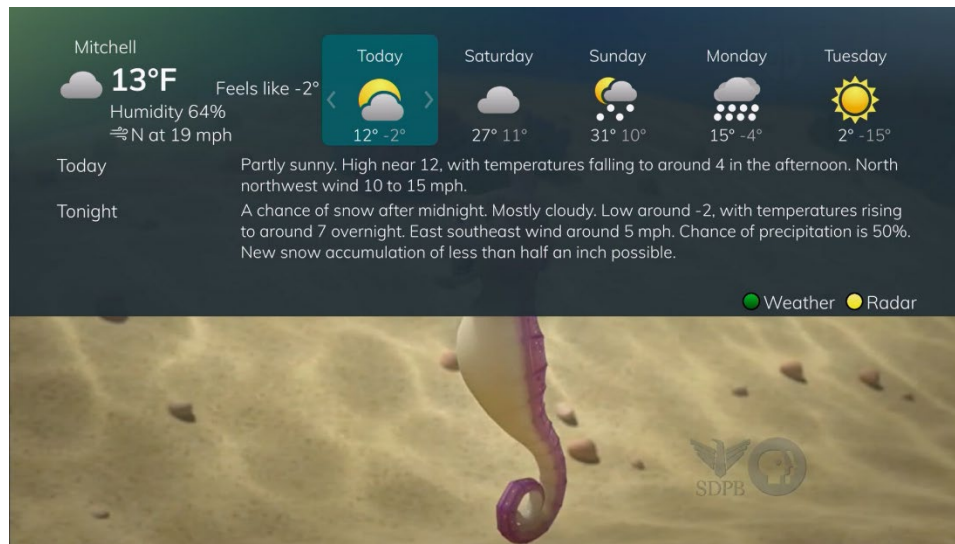 Mitchell
13°F
Feels like -2°
Humidity 64%
N at 19 mph
Today
12° -2°
Saturday
27° 11°
Sunday
31° 10°
Monday
15° -4°
Tuesday
2° -15°
Today
Partly sunny. High near 12, with temperatures falling to around 4 in the afternoon. North
northwest wind 10 to 15 mph.
Tonight
A chance of snow after midnight. Mostly cloudy. Low around -2, with temperatures rising
to around 7 overnight. East southeast wind around 5 mph. Chance of precipitation is 50%.
New snow accumulation of less than half an inch possible.
Weather
Radar
SDPB